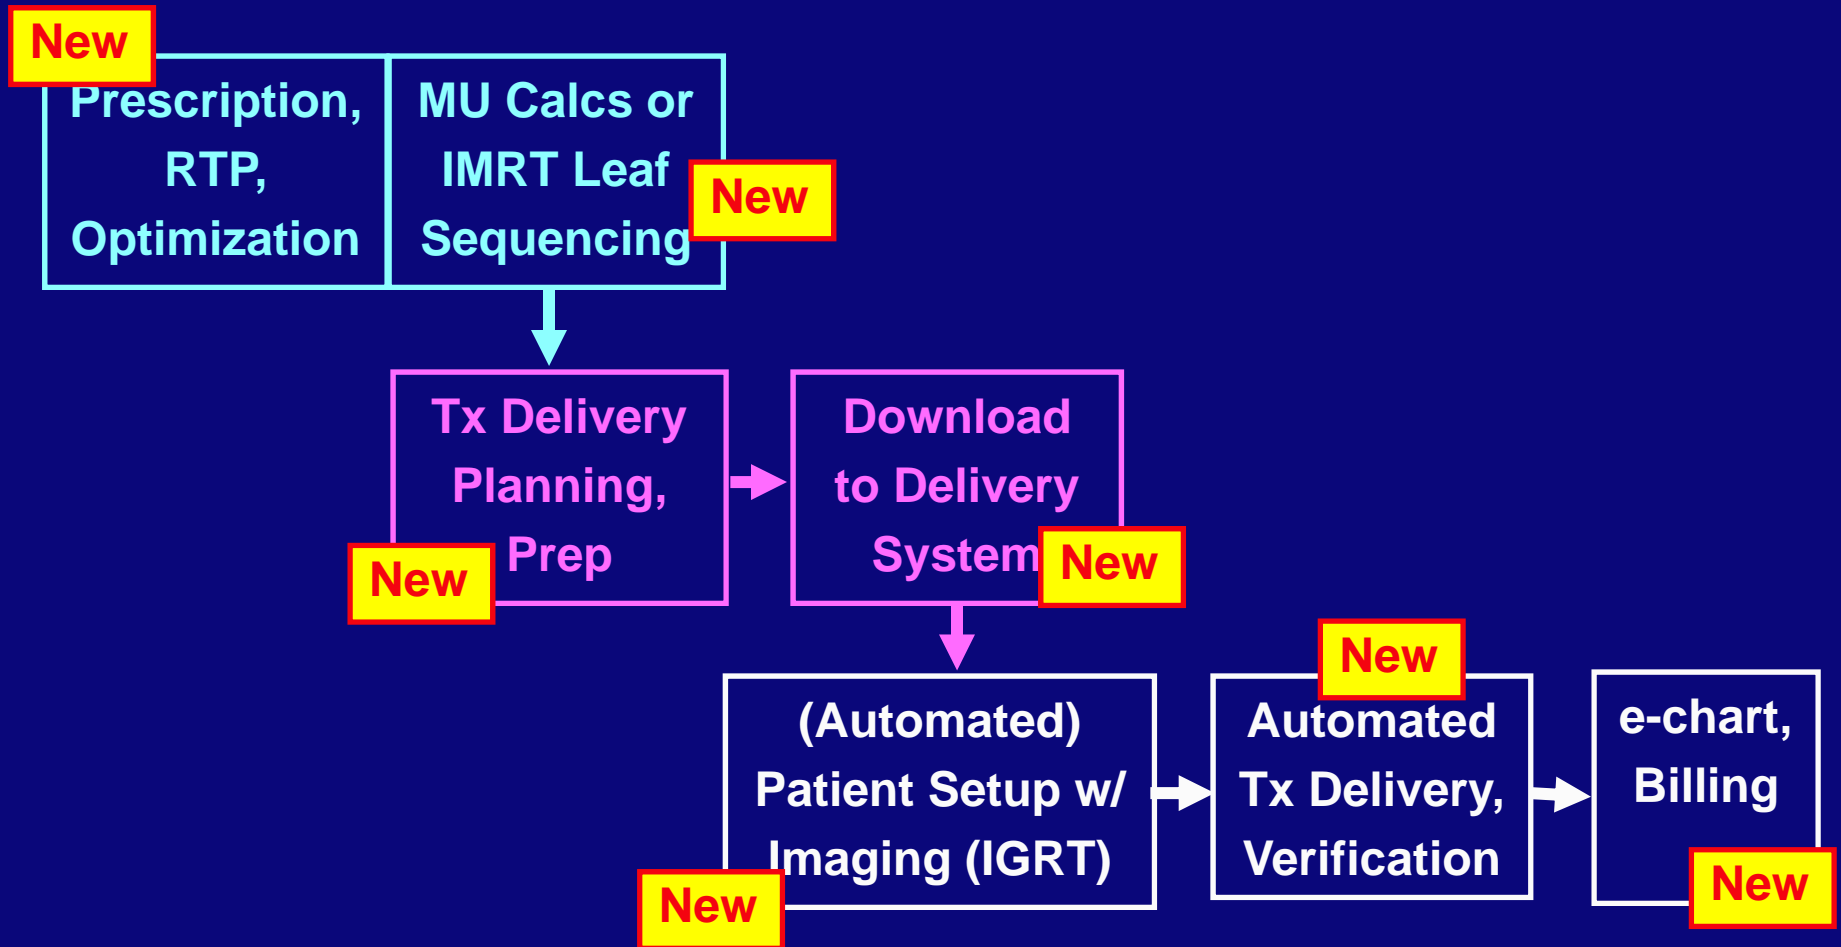 New
Prescription,
RTP,
Optimization
MU Calcs or
IMRT Leaf
Sequencing
New
Tx Delivery
Planning,
Prep
New
Download
to Delivery
System
New
(Automated)
Patient Setup w/
Imaging (IGRT)
New
New
Automated
Tx Delivery,
Verification
e-chart,
Billing
New